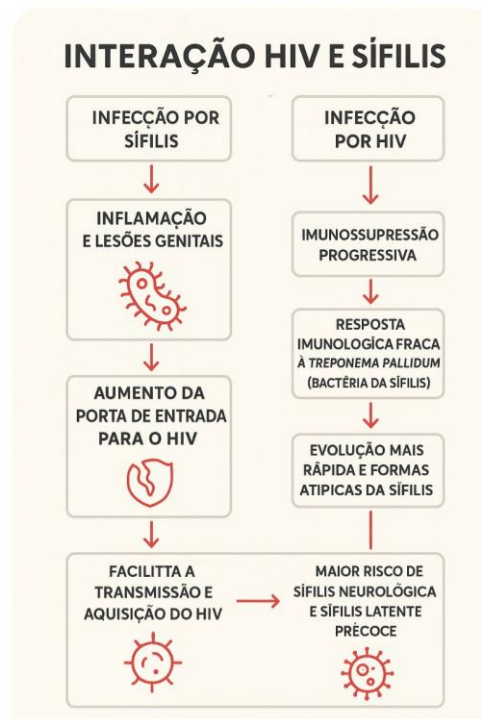 INTERAÇÃO HIV E SÍFILIS
INFECÇÃO POR
SÍFILIS
INFLAMAÇÃO
E LESÕES GENITAIS
AUMENTO DA
PORTA DE ENTRADA
PARA O HIV
FACILITTA A
TRANSMISSÃO E
AQUISIÇÃO DO HIV
INFECÇÃO
POR HIV
IMUNOSSUPRESSÃO
PROGRESSIVA
RESPOSTA
IMUNOLOGÍCA FRACA
À TREPONEMA PALLIDUM
(BACTÉRIA DA SÍFILIS)
EVOLUÇÃO MAIS
RÂPIDA E FORMAS
ATIPICAS DA SÍFILIS
MAIOR RISCO DE
SÍFILIS NEUROLÓGICA
E SÍFILIS LATENTE
PRÉCOCE